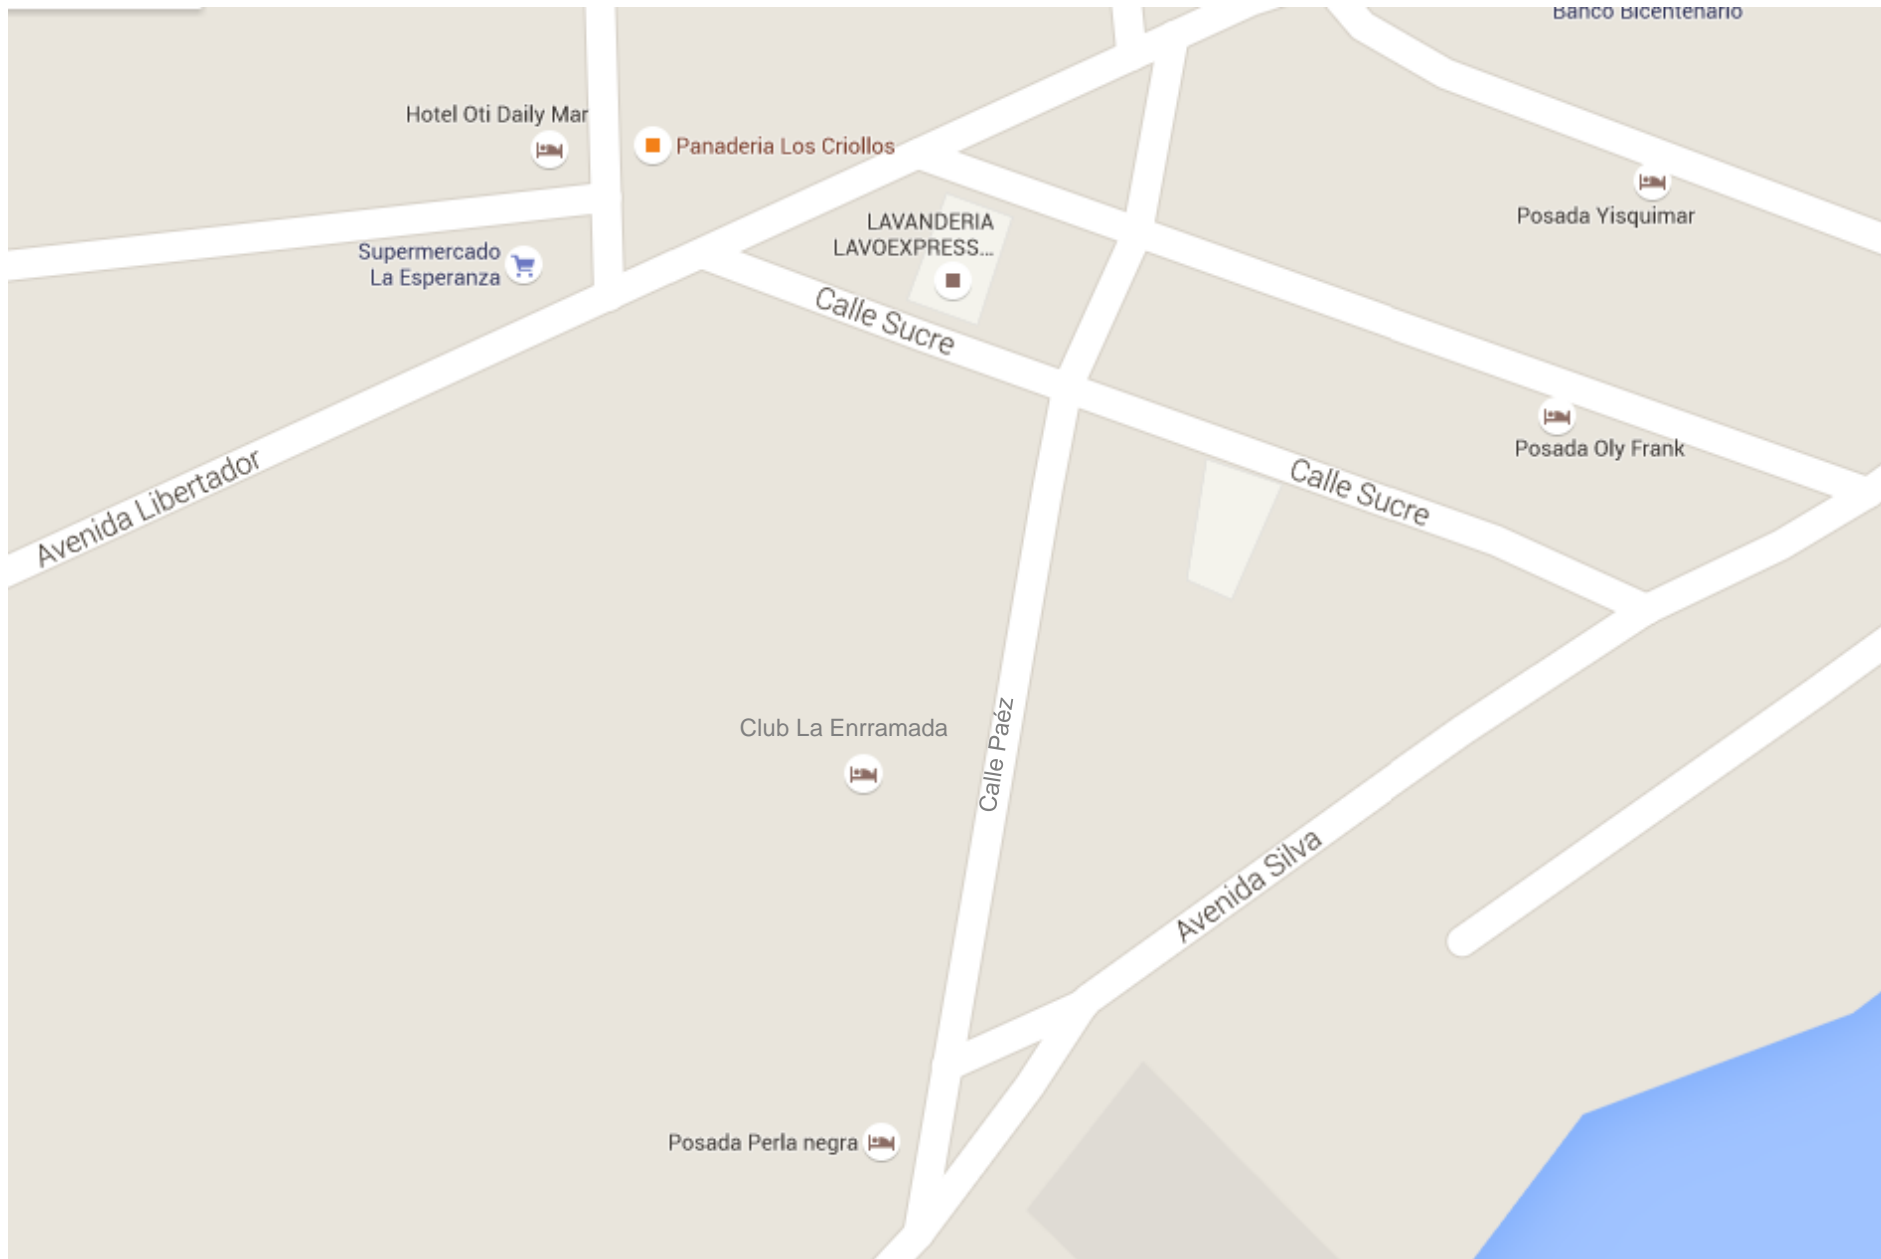 Banco Bicentenario
Hotel Oti Daily Mar
Panaderia Los Criollos
Posada Yisquimar
LAVANDERIA
LAVOEXPRESS...
Supermercado
La Esperanza
Calle Sucre
Posada Oly Frank
Calle Sucre
Avenida Libertador
Club La Enrramada
Calle Paéz
Avenida Silva
Posada Perla negra